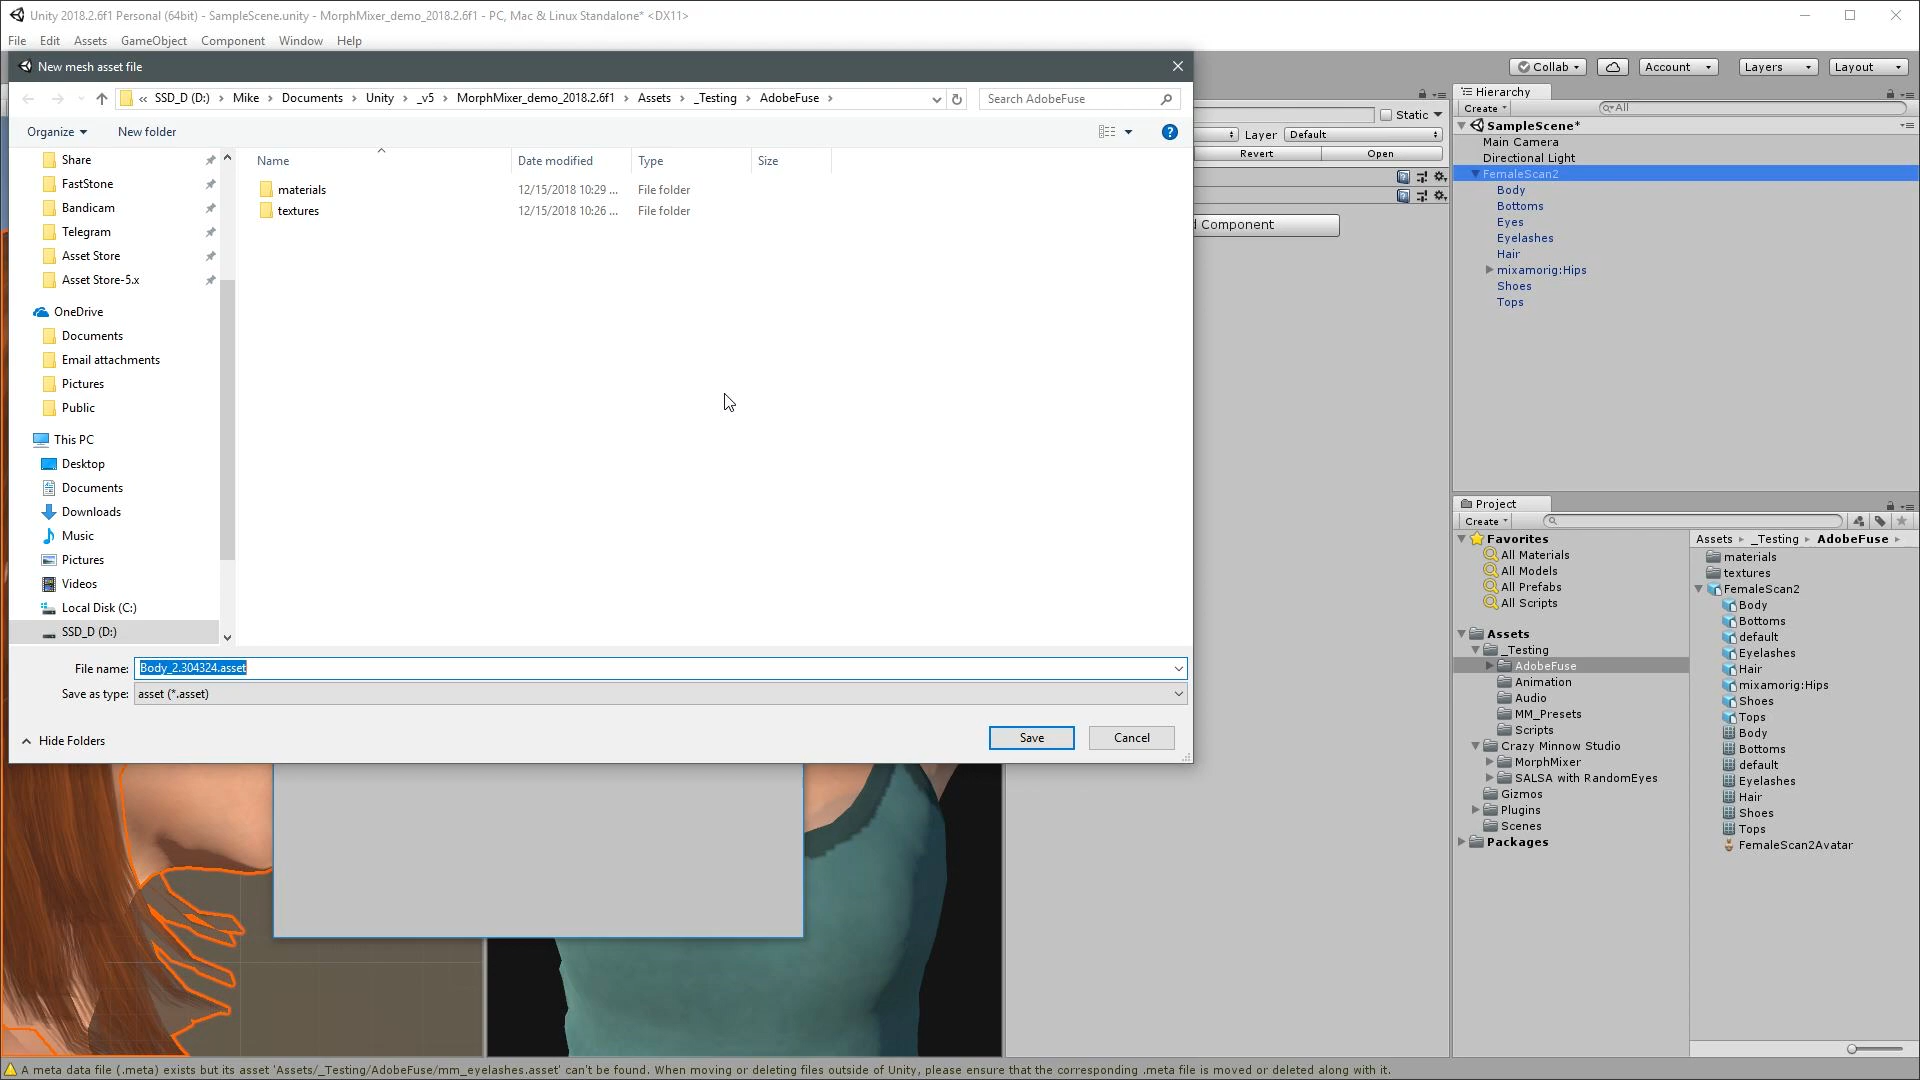 Unity 2018.2.6f1 Personal (64bit) - SampleScene.unity - MorphMixer_demo_2018.2.6f1 - PC, Mac & Linux Standalone* <DX11>
File Edit Assets GameObject Component Window Help
New mesh asset file
« SSD_D (D:) › Mike › Documents › Unity › _v5 › MorphMixer_demo_2018.2.6f1 › Assets › _Testing › AdobeFuse ›
Search AdobeFuse
Organize New folder
Name Date modified Type Size
materials 12/15/2018 10:29 ... File folder
textures 12/15/2018 10:26 ... File folder
Share
FastStone
Bandicam
Telegram
Asset Store
Asset Store-5.x
OneDrive
Documents
Email attachments
Pictures
Public
This PC
Desktop
Documents
Downloads
Music
Pictures
Videos
Local Disk (C:)
SSD_D (D:)
File name: Body_2.304324.asset
Save as type: asset (*.asset)
Hide Folders
Save Cancel
Collab Account Layers Layout
Static
Layer Default
Revert Open
Component
Hierarchy
Create All
SampleScene*
Main Camera
Directional Light
FemaleScan2
Body
Bottoms
Eyes
Eyelashes
Hair
mixamorig:Hips
Shoes
Tops
Project
Create
Favorites
All Materials
All Models
All Prefabs
All Scripts
Assets
_Testing
AdobeFuse
Animation
Audio
MM_Presets
Scripts
Crazy Minnow Studio
MorphMixer
SALSA with RandomEyes
Gizmos
Plugins
Scenes
Packages
Assets _Testing AdobeFuse
materials
textures
FemaleScan2
Body
Bottoms
default
Eyelashes
Hair
mixamorig:Hips
Shoes
Tops
Body
Bottoms
default
Eyelashes
Hair
Shoes
Tops
FemaleScan2Avatar
A meta data file (.meta) exists but its asset 'Assets/_Testing/AdobeFuse/mm_eyelashes.asset' can't be found. When moving or deleting files outside of Unity, please ensure that the corresponding .meta file is moved or deleted along with it.